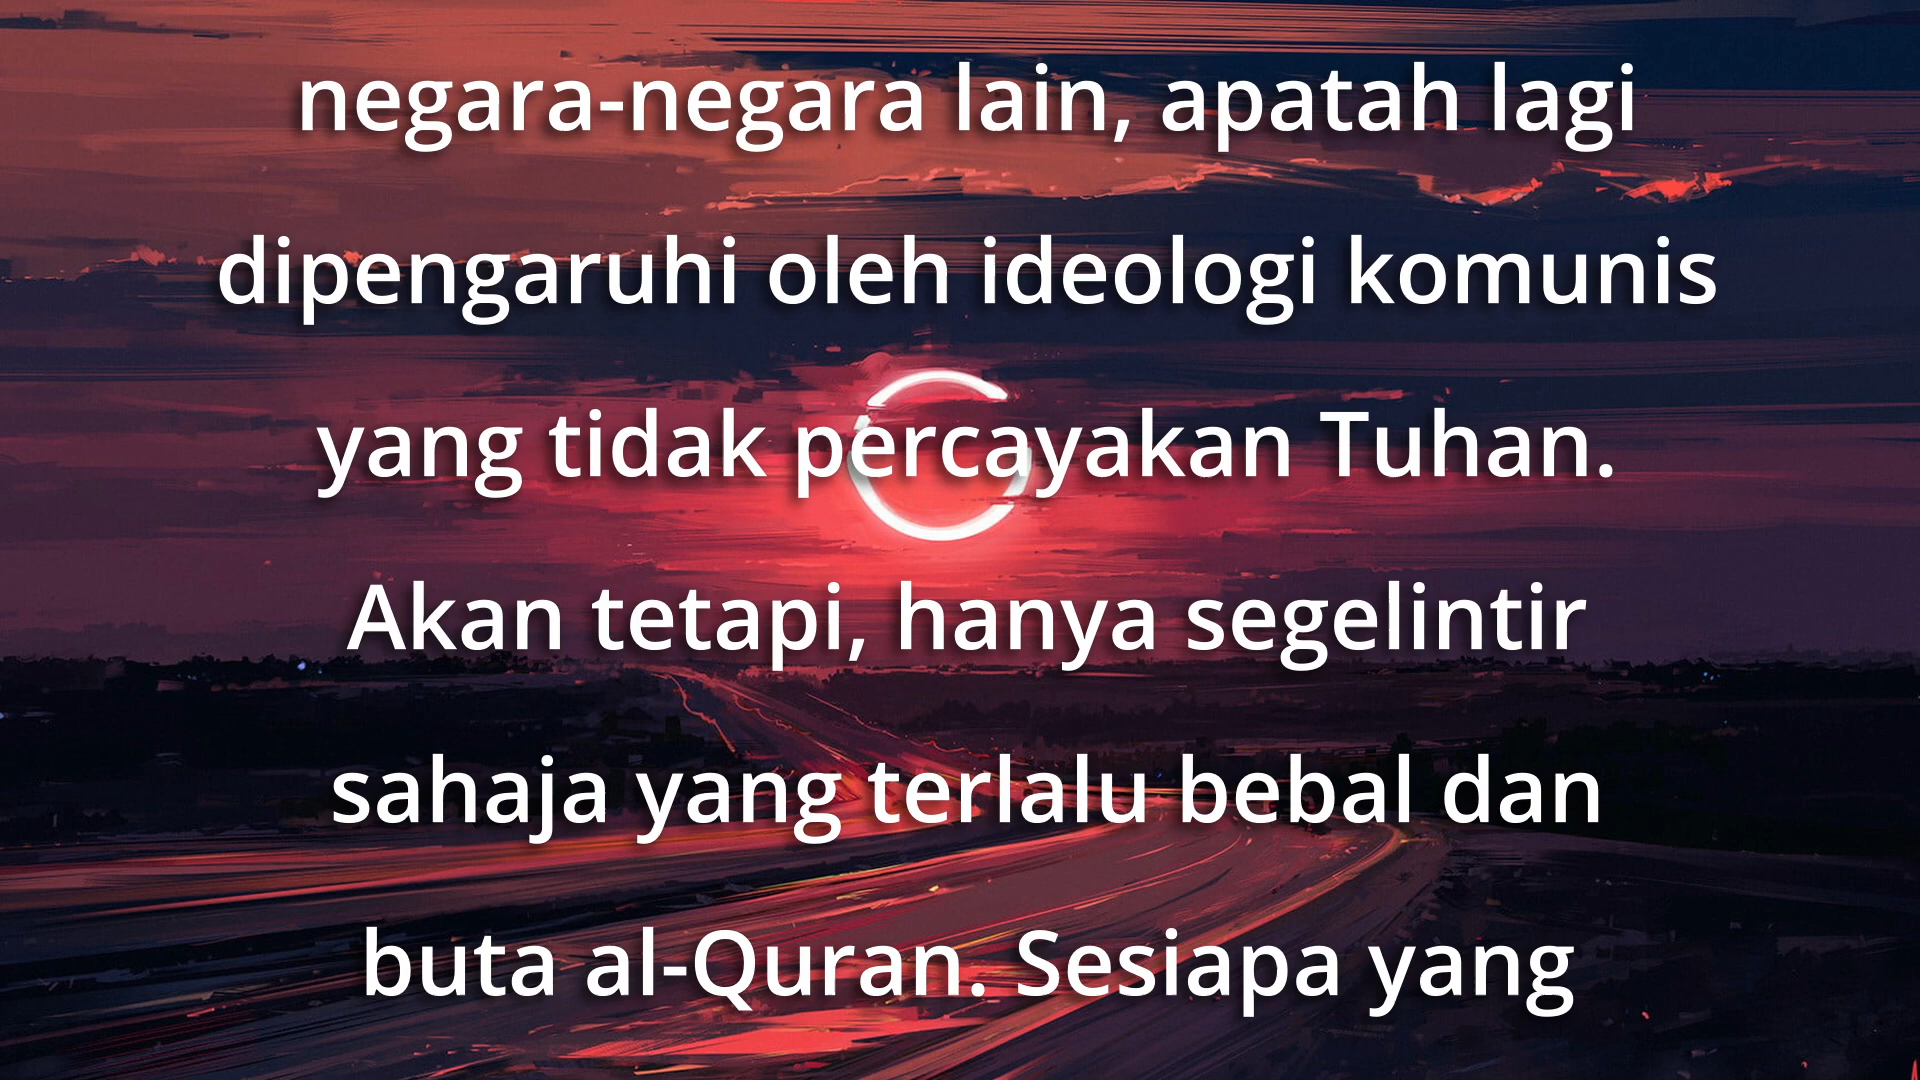 negara-negara lain, apatah lagi
dipengaruhi oleh ideologi komunis
yang tidak percayakan Tuhan.
Akan tetapi, hanya segelintir
sahaja yang terlalu bebal dan
buta al-Quran. Sesiapa yang